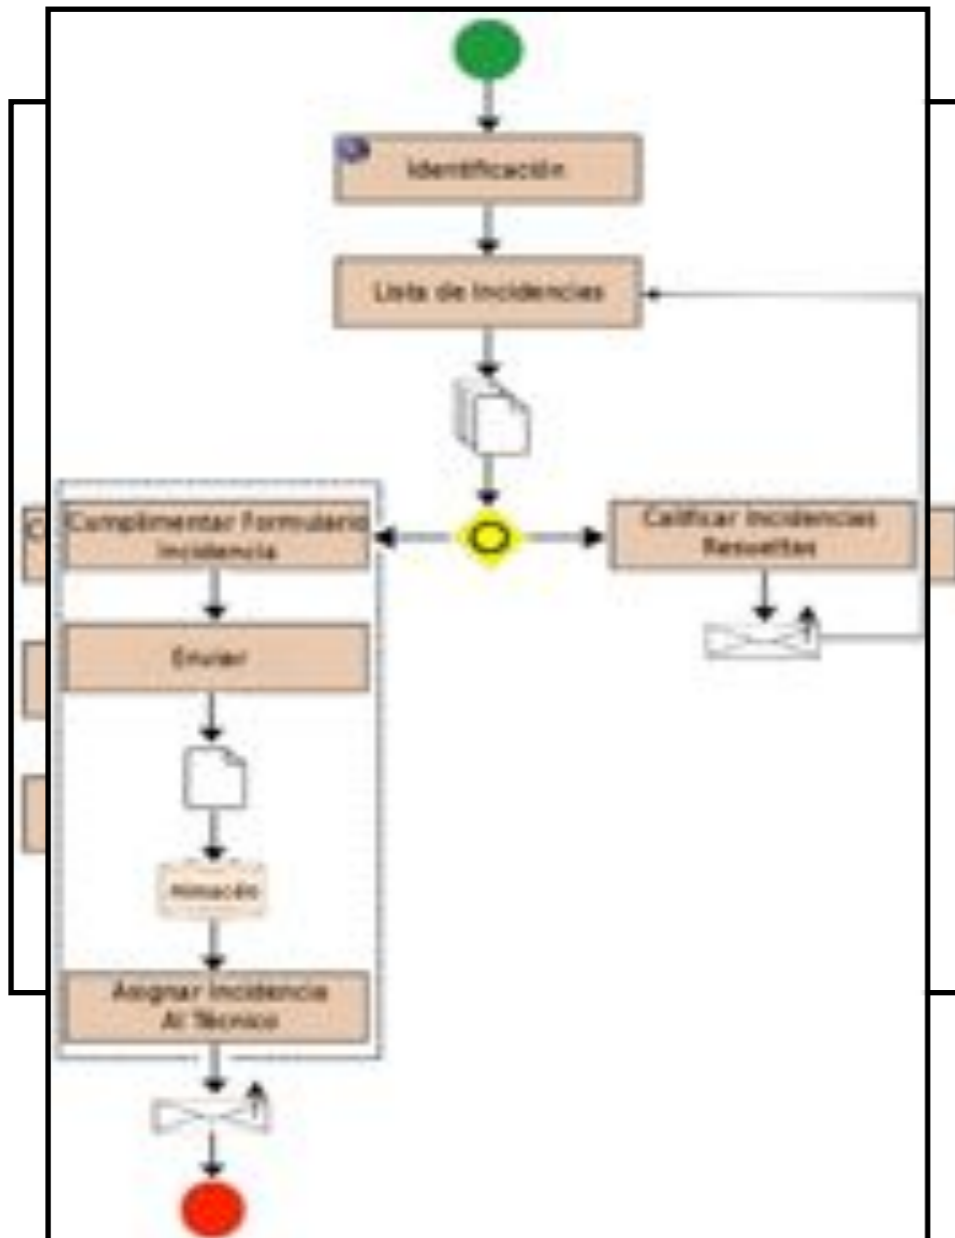 Identificación
Lista de Incidencias
Cumplimentar Formulario
Incidencia
Calificar Incidencias
Resueltas
Enviar
Almacén
Asignar Incidencia
Al Técnico